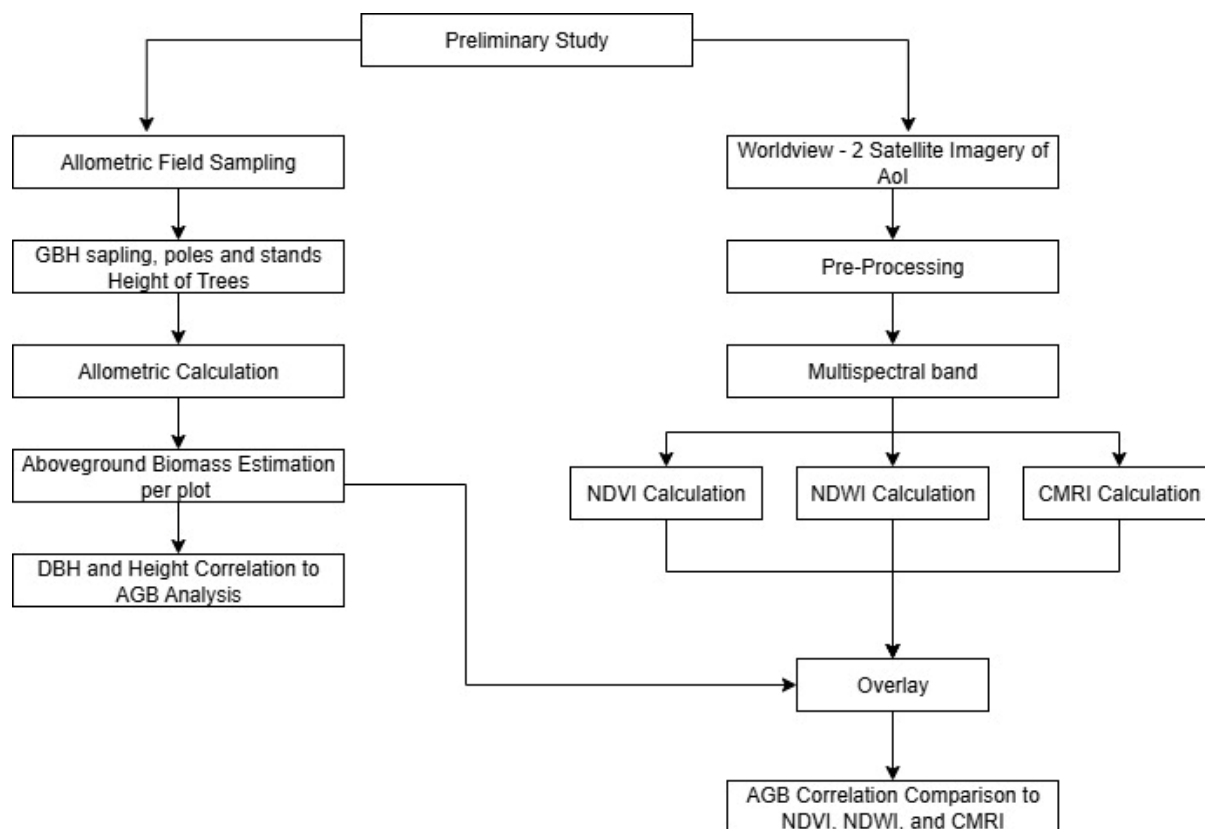 Preliminary Study
Allometric Field Sampling
Worldview - 2 Satellite Imagery of
AoI
GBH sapling, poles and stands
Height of Trees
Pre-Processing
Allometric Calculation
Multispectral band
Aboveground Biomass Estimation
per plot
NDVI Calculation
NDWI Calculation
CMRI Calculation
DBH and Height Correlation to
AGB Analysis
Overlay
AGB Correlation Comparison to
NDVI, NDWI, and CMRI